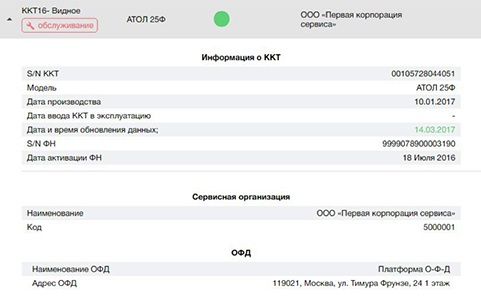 ККТ16- Видное
обслуживание
АТОЛ 25Ф
ООО «Первая корпорация
сервиса»
Информация о ККТ
S/N ККТ 00105728044051
Модель АТОЛ 25Ф
Дата производства 10.01.2017
Дата ввода ККТ в эксплуатацию -
Дата и время обновления данных; 14.03.2017
S/N ФН 9999078900003190
Дата активации ФН 18 Июля 2016
Сервисная организация
Наименование ООО «Первая корпорация сервиса»
Код 5000001
ОФД
Наименование ОФД Платформа О-Ф-Д
Адрес ОФД 119021, Москва, ул. Тимура Фрунзе, 24 1 этаж